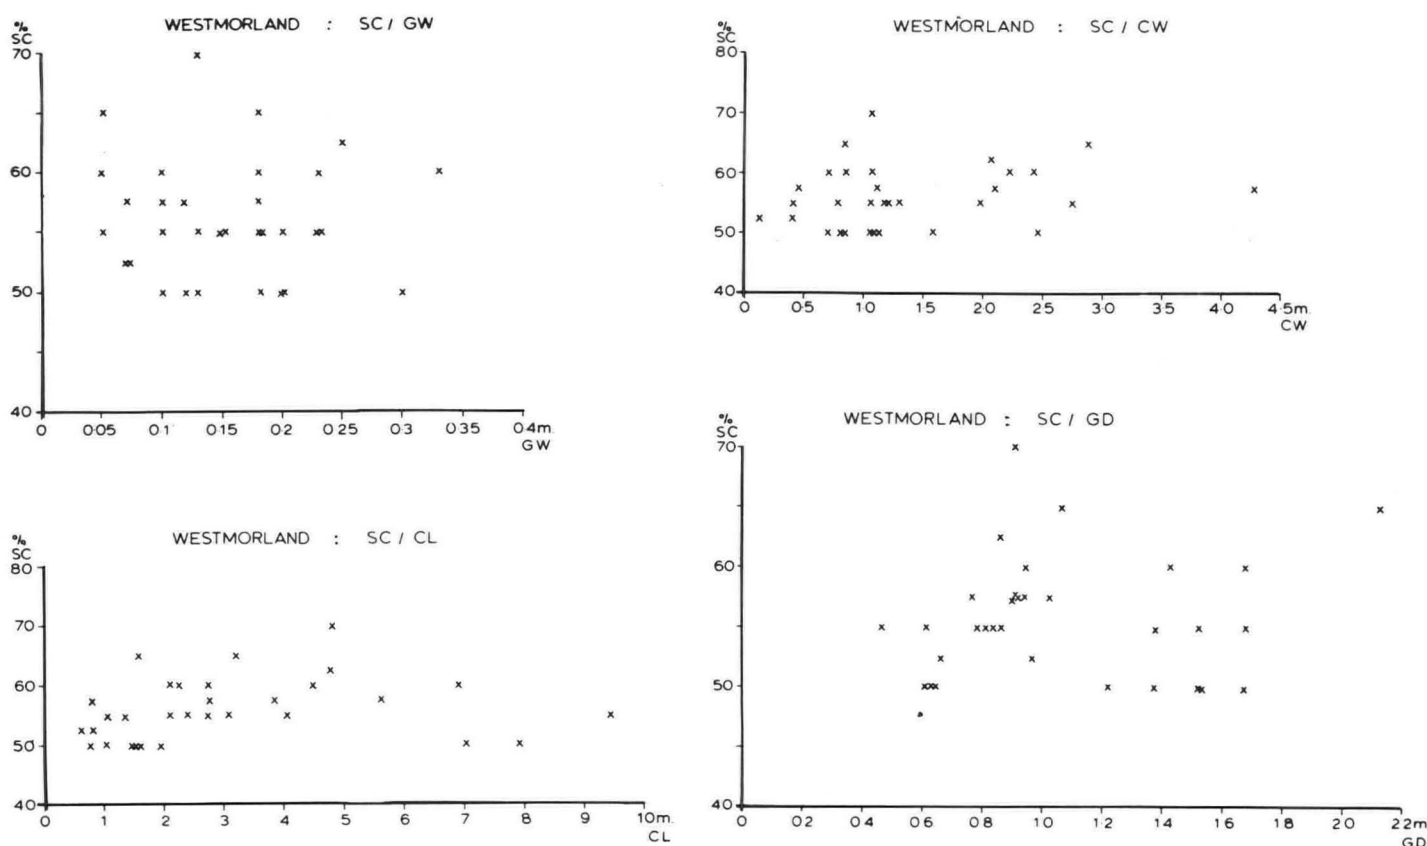 WESTMORLAND : SC / GW
%
SC
70
60
50
40
0 0·05 0·1 0·15 0·2 0·25 0·3 0·35 0·4m.
GW
WESTMORLAND : SC / CW
%
SC
80
70
60
50
40
0 0·5 1·0 1·5 2·0 2·5 3·0 3·5 4·0 4·5m.
CW
WESTMORLAND : SC / CL
%
SC
80
70
60
50
40
0 1 2 3 4 5 6 7 8 9 10m.
CL
WESTMORLAND : SC / GD
%
SC
70
60
50
40
0 0·2 0·4 0·6 0·8 1·0 1·2 1·4 1·6 1·8 2·0 2·2m
GD